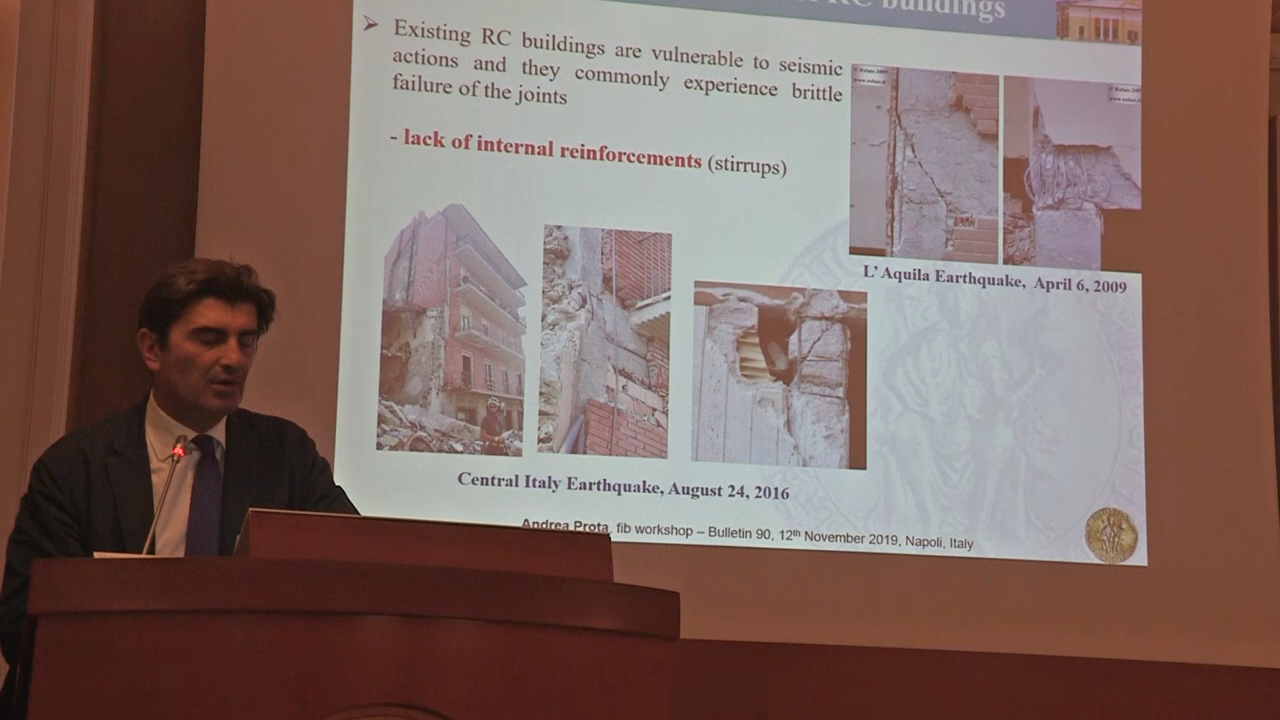 RC buildings
➢ Existing RC buildings are vulnerable to seismic
actions and they commonly experience brittle
failure of the joints
- lack of internal reinforcements (stirrups)
L' Aquila Earthquake, April 6, 2009
Central Italy Earthquake, August 24, 2016
Andrea Prota, fib workshop – Bulletin 90, 12th November 2019, Napoli, Italy